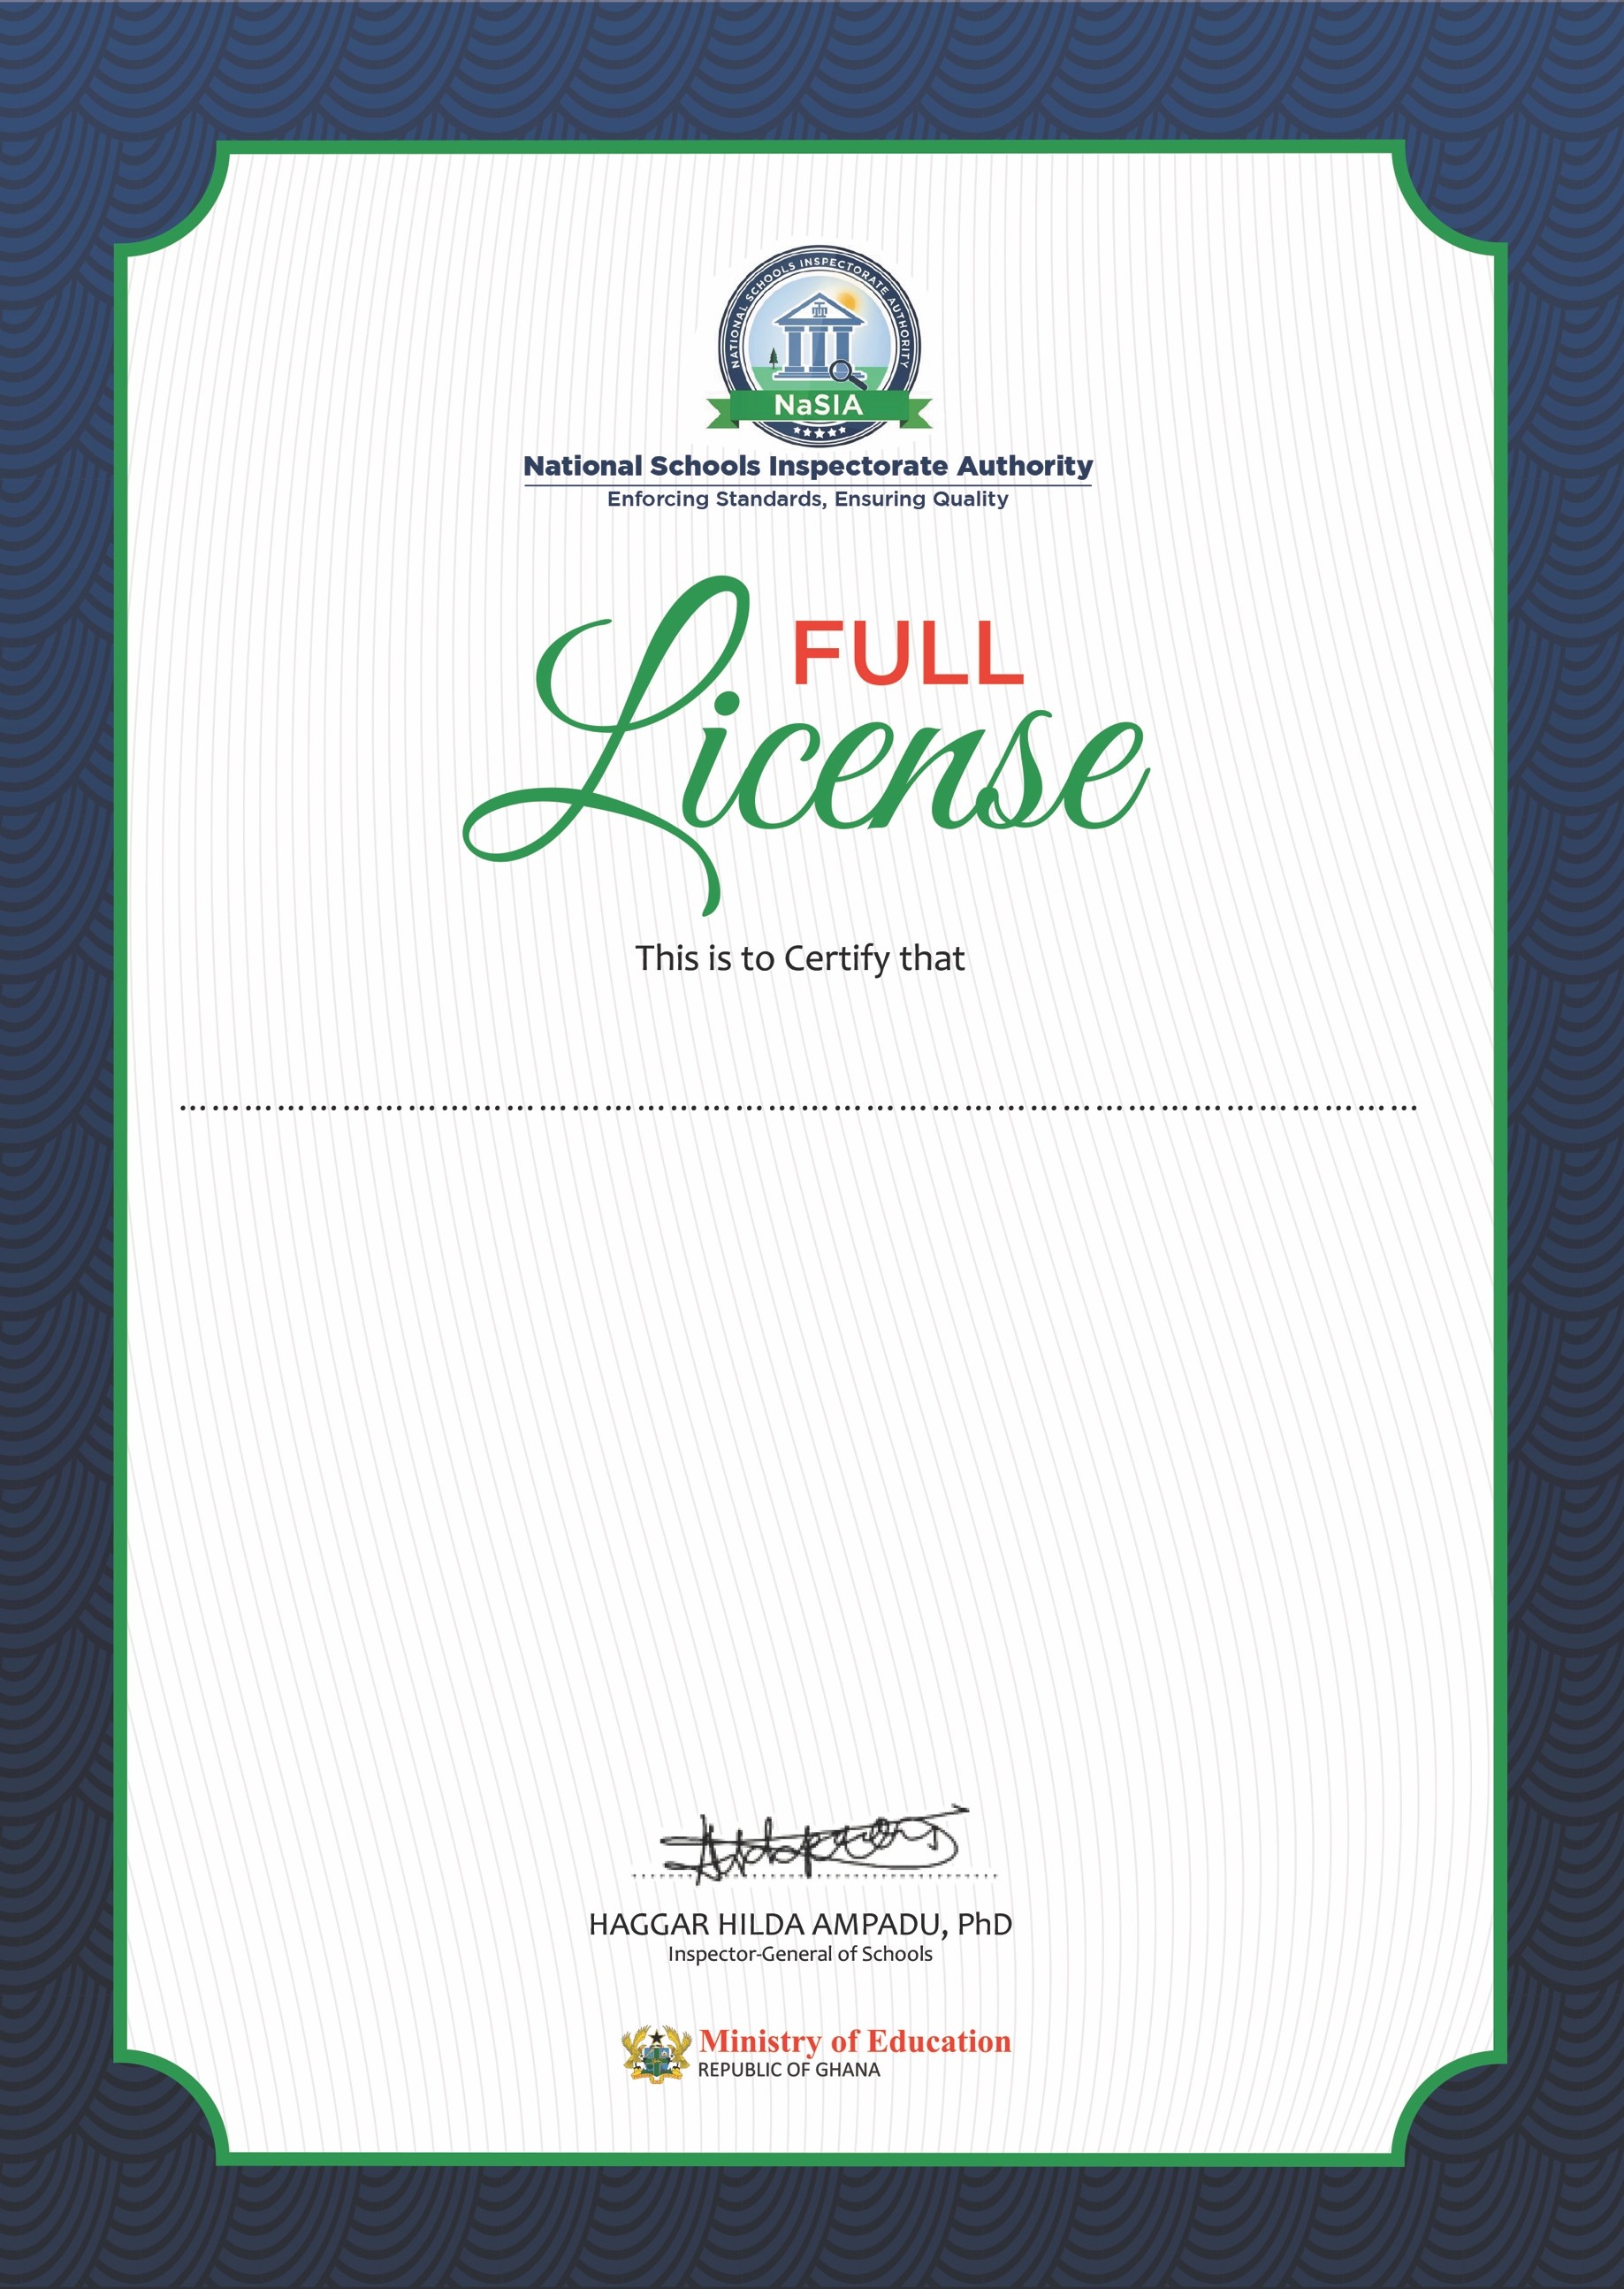 NATIONAL SCHOOLS INSPECTORATE AUTHORITY
NaSIA
National Schools Inspectorate Authority
Enforcing Standards, Ensuring Quality
FULL
License
This is to Certify that
HAGGAR HILDA AMPADU, PhD
Inspector-General of Schools
Ministry of Education
REPUBLIC OF GHANA